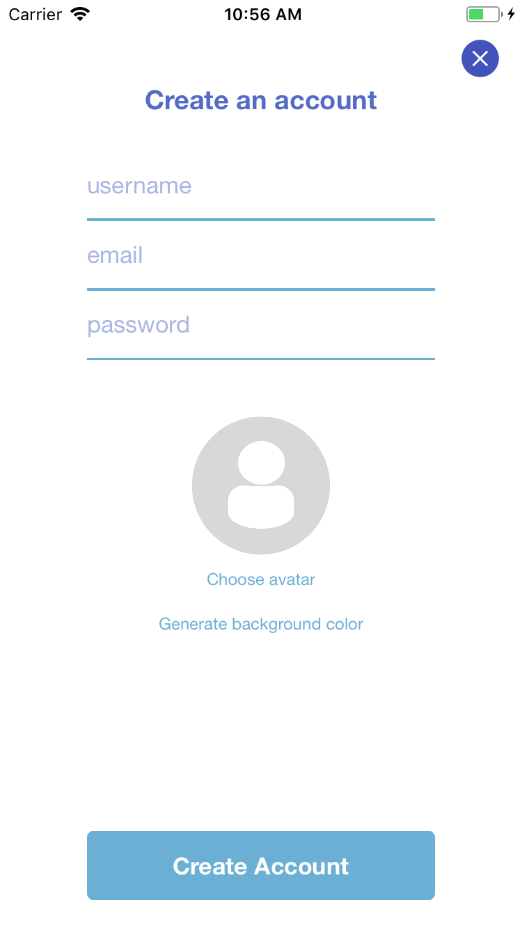 Carrier 10:56 AM
Create an account
username
email
password
Choose avatar
Generate background color
Create Account